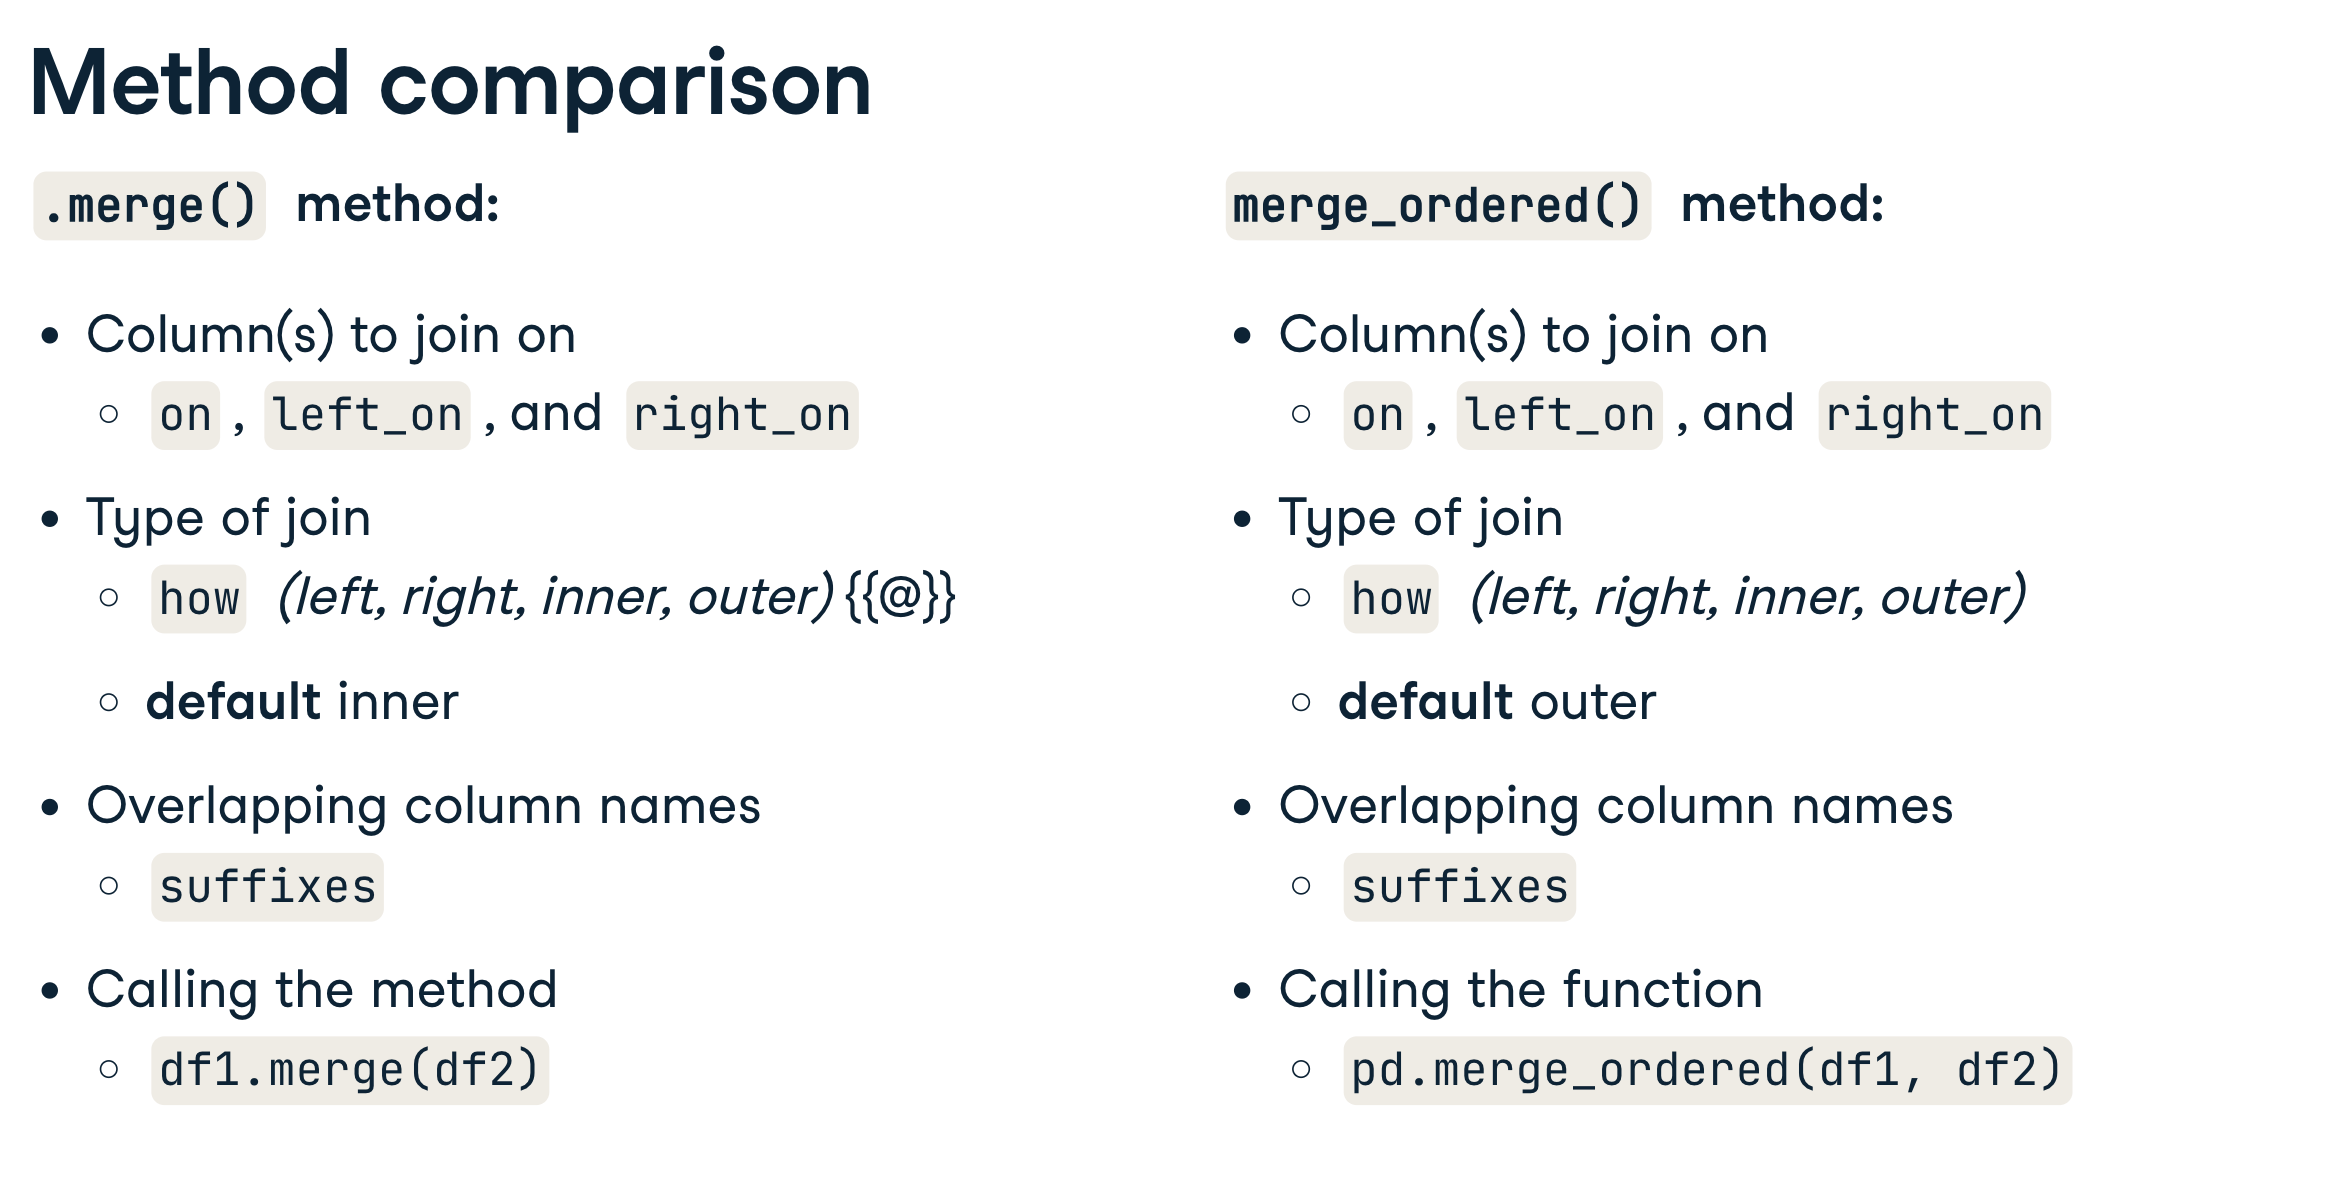 Method comparison
.merge() method:
• Column(s) to join on
○ on , left_on , and right_on
• Type of join
○ how (left, right, inner, outer) {{@}}
○ default inner
• Overlapping column names
○ suffixes
• Calling the method
○ df1.merge(df2)
merge_ordered() method:
• Column(s) to join on
○ on , left_on , and right_on
• Type of join
○ how (left, right, inner, outer)
○ default outer
• Overlapping column names
○ suffixes
• Calling the function
○ pd.merge_ordered(df1, df2)